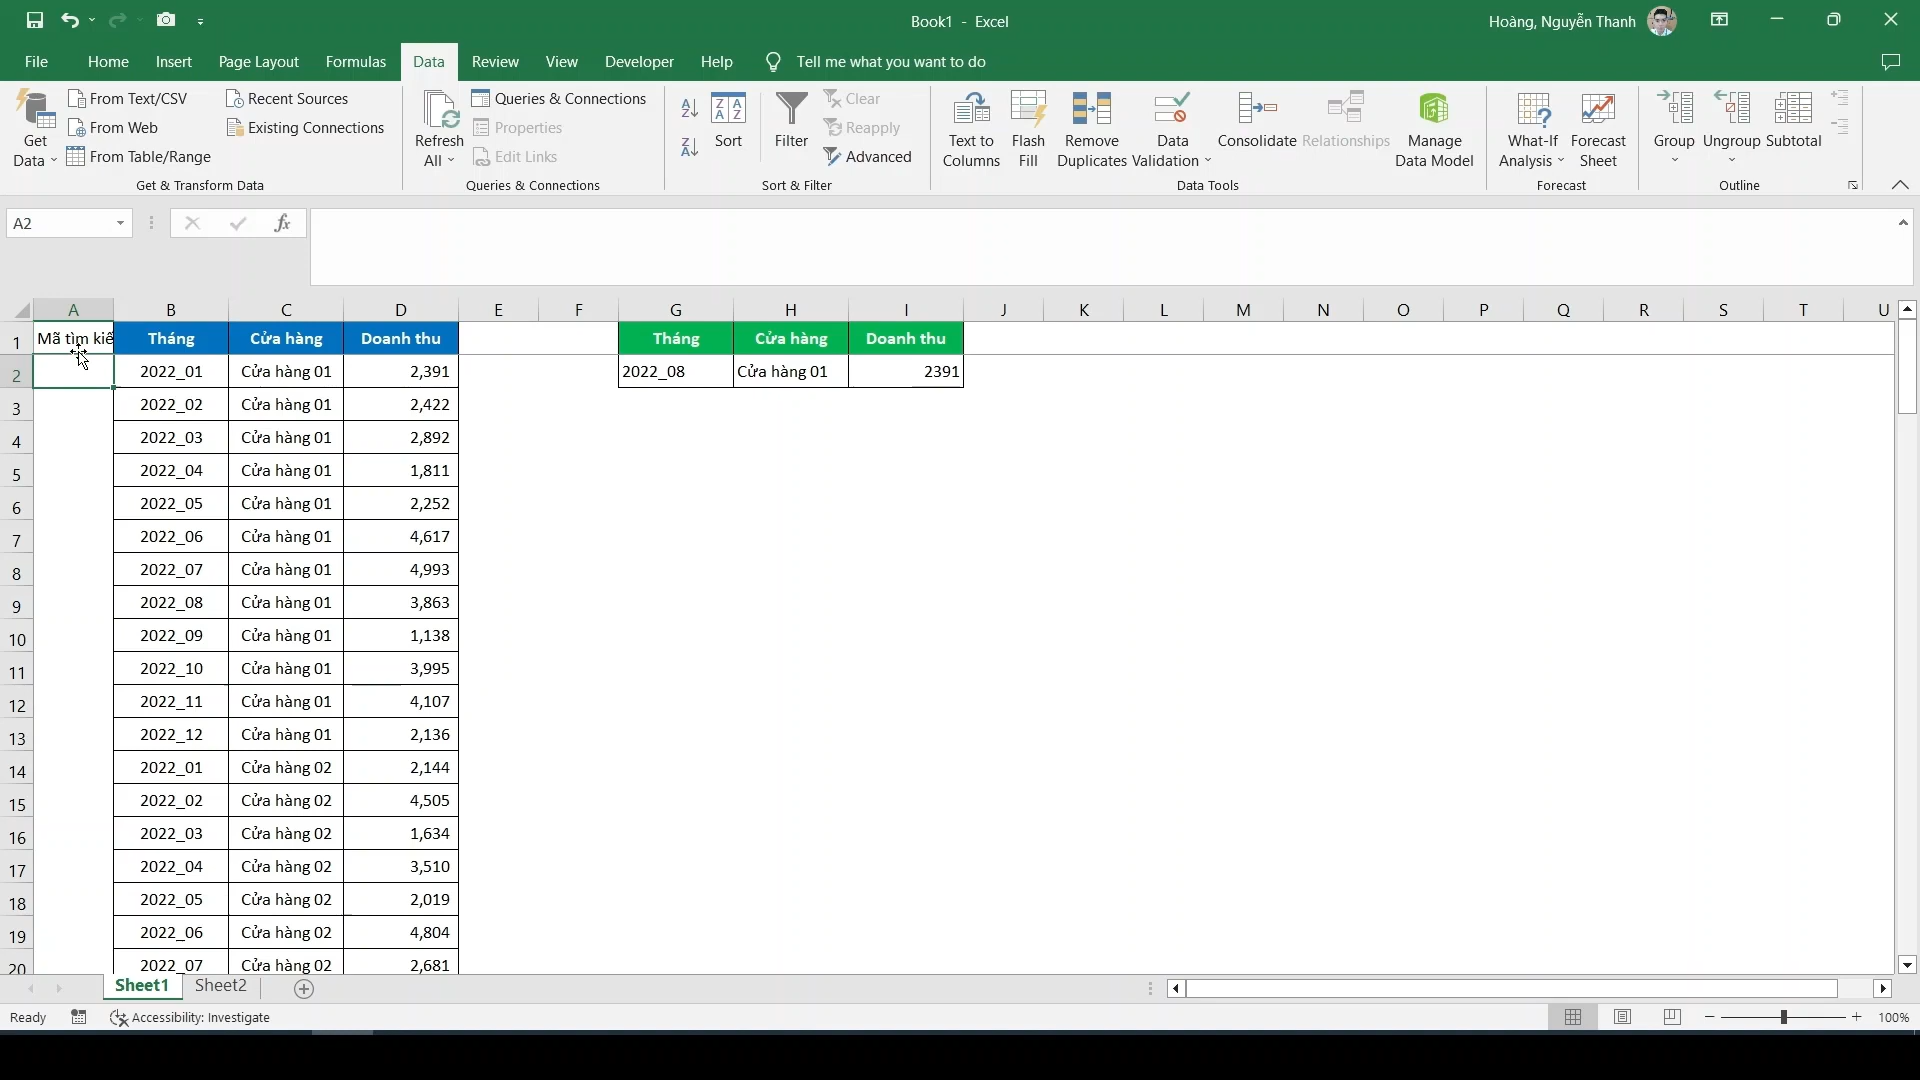 Book1 - Excel
Hoàng, Nguyễn Thanh
File Home Insert Page Layout Formulas Data Review View Developer Help Tell me what you want to do
Get Data
From Text/CSV
From Web
From Table/Range
Recent Sources
Existing Connections
Get & Transform Data
Refresh All
Queries & Connections
Properties
Edit Links
Queries & Connections
Sort
Filter
Clear
Reapply
Advanced
Sort & Filter
Text to Columns
Flash Fill
Remove Duplicates
Data Validation
Consolidate
Relationships
Manage Data Model
Data Tools
What-If Analysis
Forecast Sheet
Forecast
Group
Ungroup
Subtotal
Outline
A2
fx
A B C D E F G H I J K L M N O P Q R S T U
1 Mã tìm kiế Tháng Cửa hàng Doanh thu Tháng Cửa hàng Doanh thu
2 2022_01 Cửa hàng 01 2,391 2022_08 Cửa hàng 01 2391
3 2022_02 Cửa hàng 01 2,422
4 2022_03 Cửa hàng 01 2,892
5 2022_04 Cửa hàng 01 1,811
6 2022_05 Cửa hàng 01 2,252
7 2022_06 Cửa hàng 01 4,617
8 2022_07 Cửa hàng 01 4,993
9 2022_08 Cửa hàng 01 3,863
10 2022_09 Cửa hàng 01 1,138
11 2022_10 Cửa hàng 01 3,995
12 2022_11 Cửa hàng 01 4,107
13 2022_12 Cửa hàng 01 2,136
14 2022_01 Cửa hàng 02 2,144
15 2022_02 Cửa hàng 02 4,505
16 2022_03 Cửa hàng 02 1,634
17 2022_04 Cửa hàng 02 3,510
18 2022_05 Cửa hàng 02 2,019
19 2022_06 Cửa hàng 02 4,804
20 2022_07 Cửa hàng 02 2,681
Sheet1 Sheet2
Ready Accessibility: Investigate 100%